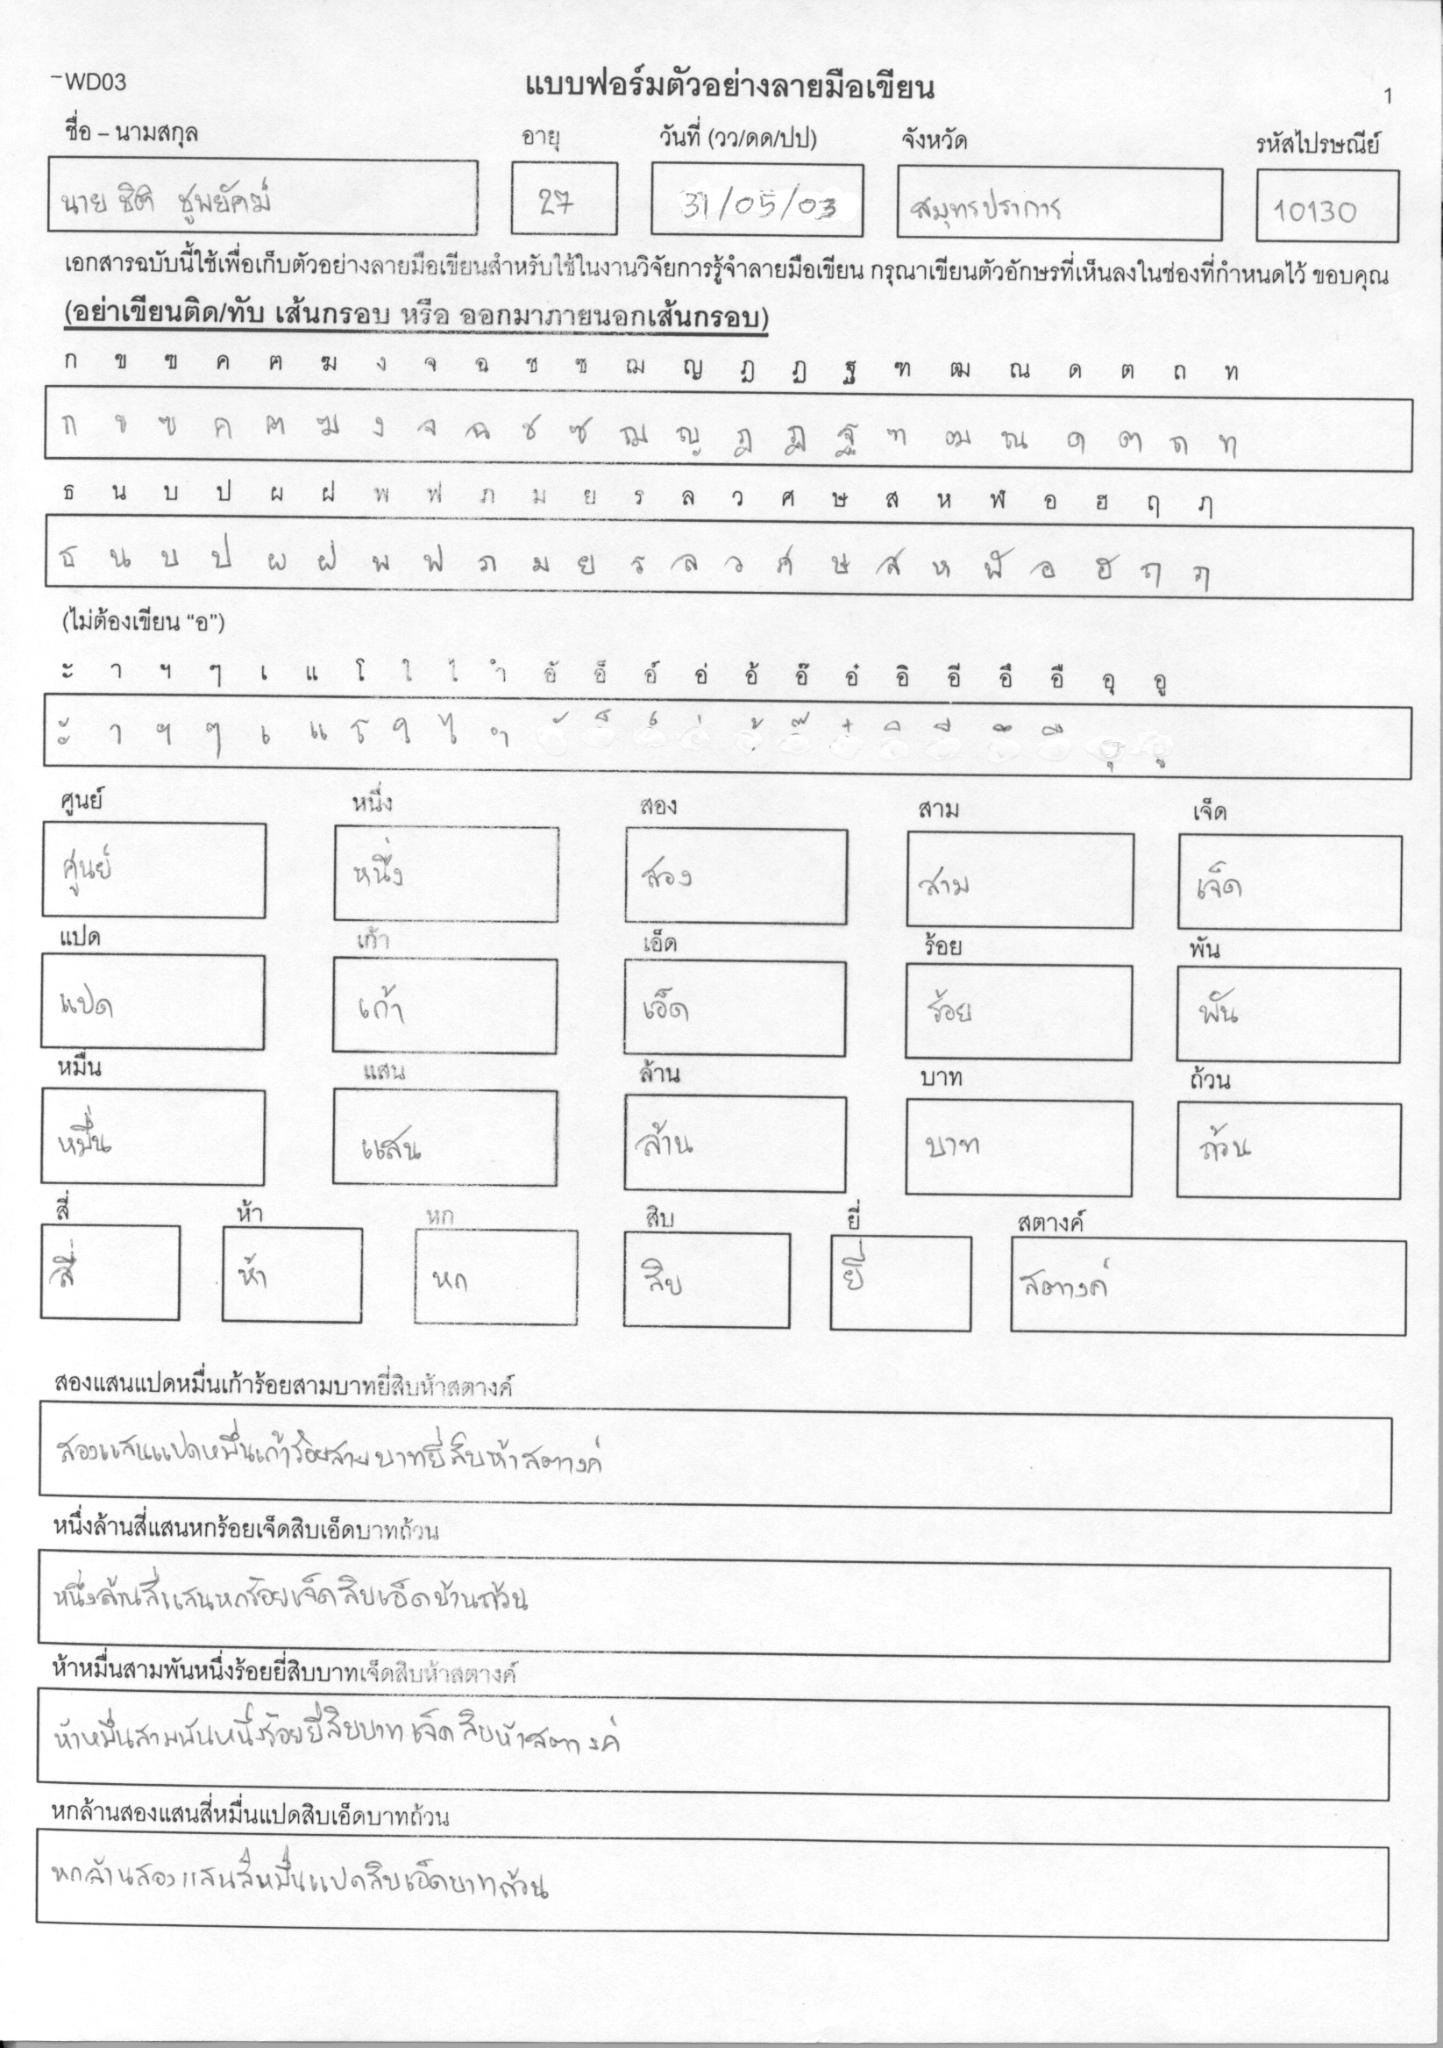 WD03 แบบฟอร์มตัวอย่างลายมือเขียน 1
ชื่อ – นามสกุล อายุ วันที่ (วว/ดด/ปป) จังหวัด รหัสไปรษณีย์
นาย ชิติ ชูพยัคฆ์ 27 31/05/03 สมุทรปราการ 10130
เอกสารฉบับนี้ใช้เพื่อเก็บตัวอย่างลายมือเขียนสำหรับใช้ในงานวิจัยการรู้จำลายมือเขียน กรุณาเขียนตัวอักษรที่เห็นลงในช่องที่กำหนดไว้ ขอบคุณ
(อย่าเขียนติด/ทับ เส้นกรอบ หรือ ออกมาภายนอกเส้นกรอบ)
ก ข ฃ ค ฅ ฆ ง จ ฉ ช ซ ฌ ญ ฎ ฏ ฐ ฑ ฒ ณ ด ต ถ ท
ก ข ฃ ค ฅ ฆ ง จ ฉ ช ซ ฌ ญ ฎ ฏ ฐ ฑ ฒ ณ ด ต ถ ท
ธ น บ ป ผ ฝ พ ฟ ภ ม ย ร ล ว ศ ษ ส ห ฬ อ ฮ ฤ ฦ
ธ น บ ป ผ ฝ พ ฟ ภ ม ย ร ล ว ศ ษ ส ห ฬ อ ฮ ฤ ฦ
(ไม่ต้องเขียน “อ”)
ะ า ฯ ๆ เ แ โ ใ ไ ำ อั อ็ อ์ อ่ อ้ อ๊ อ๋ อิ อี อึ อื อุ อู
ะ า ฯ ๆ เ แ โ ใ ไ ำ ั ็ ์ ่ ้ ๊ ๋ ิ ี ึ ื ุ ู
ศูนย์ หนึ่ง สอง สาม เจ็ด
ศูนย์ หนึ่ง สอง สาม เจ็ด
แปด เก้า เอ็ด ร้อย พัน
แปด เก้า เอ็ด ร้อย พัน
หมื่น แสน ล้าน บาท ถ้วน
หมื่น แสน ล้าน บาท ถ้วน
สี่ ห้า หก สิบ ยี่ สตางค์
สี่ ห้า หก สิบ ยี่ สตางค์
สองแสนแปดหมื่นเก้าร้อยสามบาทยี่สิบห้าสตางค์
สองแสนแปดหมื่นเก้าร้อยสามบาทยี่สิบห้าสตางค์
หนึ่งล้านสี่แสนหกร้อยเจ็ดสิบเอ็ดบาทถ้วน
หนึ่งล้านสี่แสนหกร้อยเจ็ดสิบเอ็ดบ้านถ้วน
ห้าหมื่นสามพันหนึ่งร้อยยี่สิบบาทเจ็ดสิบห้าสตางค์
ห้าหมื่นสามพันหนึ่งร้อยยี่สิบบาทเจ็ดสิบห้าสตางค์
หกล้านสองแสนสี่หมื่นแปดสิบเอ็ดบาทถ้วน
หกล้านสองแสนสี่หมื่นแปดสิบเอ็ดบาทถ้วน